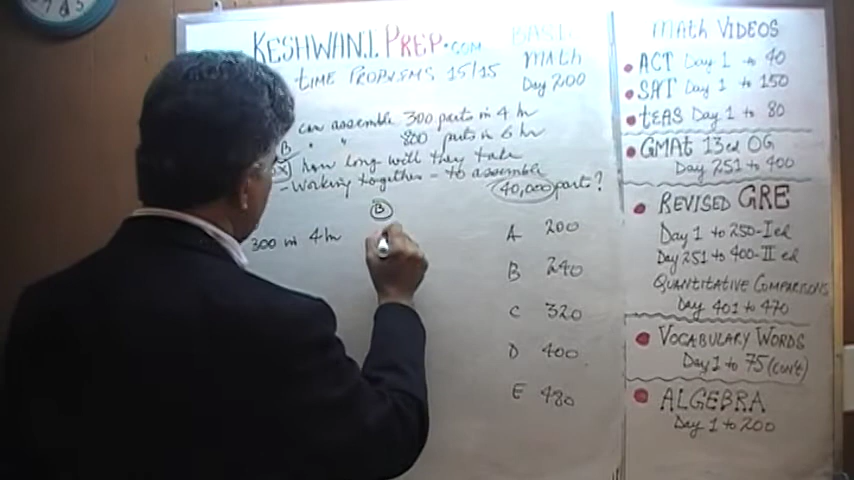 KESHWANI PREP.COM
BASIC
MATH
Day 200
TIME PROBLEMS 15/15
can assemble 300 parts in 4 hr
B " " 800 parts in 6 hr
how long will they take
- Working together - to assemble
40,000 parts?
B
300 in 4 hr
A 200
B 240
C 320
D 400
E 480
MATH VIDEOS
ACT Day 1 to 40
SAT Day 1 to 150
TEAS Day 1 to 80
GMAT 13ed OG
Day 251 to 400
REVISED GRE
Day 1 to 250-I ed
Day 251 to 400-II ed
QUANTITATIVE COMPARISONS
Day 401 to 470
VOCABULARY WORDS
Day 1 to 75 (con't)
ALGEBRA
Day 1 to 200